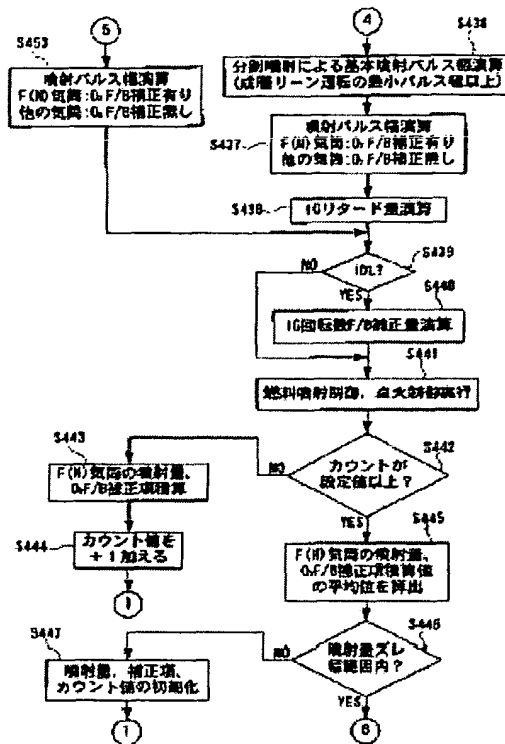 5
4
S453
噴射パルス幅演算
F(N)気筒:O₂F/B補正有り
他の気筒:O₂F/B補正無し
S436
分割噴射による基本噴射パルス幅演算
(成層リーン運転の最小パルス幅以上)
S437
噴射パルス幅演算
F(N)気筒:O₂F/B補正有り
他の気筒:O₂F/B補正無し
S438
IGリタード量演算
S439
IDL?
NO
YES
S440
IG回転数F/B補正量演算
S441
燃料噴射制御、点火制御実行
S442
カウントが
設定値以上?
NO
YES
S443
F(N)気筒の噴射量、
O₂F/B補正項積算
S444
カウント値を
+1加える
S445
F(N)気筒の噴射量、
O₂F/B補正項積算値
の平均値を算出
S446
噴射量ズレ
範囲内?
NO
YES
S447
噴射量、補正項、
カウント値の初期化
7
6